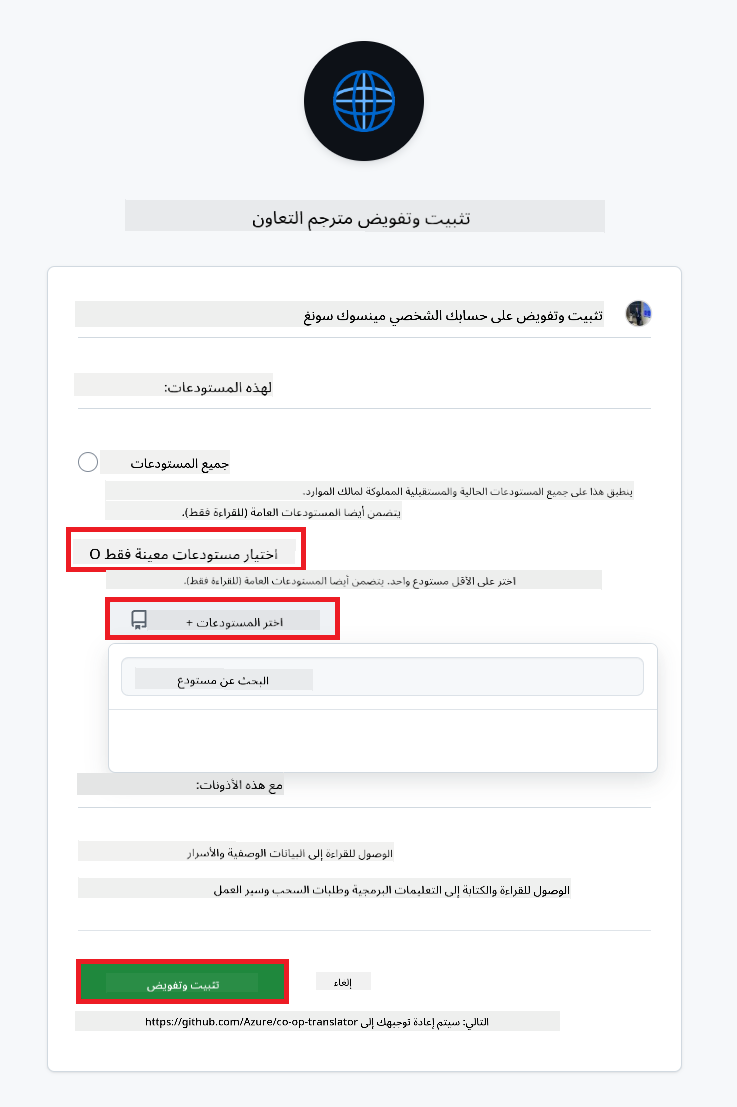 تثبيت وتفويض مترجم التعاون
تثبيت وتفويض على حسابك الشخصي مينسوك سونغ
لهذه المستودعات:
جميع المستودعات
ينطبق هذا على جميع المستودعات الحالية والمستقبلية المملوكة لمالك الموارد.
يتضمن أيضا المستودعات العامة (للقراءة فقط).
اختيار مستودعات معينة فقط O
اختر على الأقل مستودع واحد. يتضمن أيضا المستودعات العامة (للقراءة فقط).
اختر المستودعات +
البحث عن مستودع
مع هذه الأذونات:
الوصول للقراءة إلى البيانات الوصفية والأسرار
الوصول للقراءة والكتابة إلى التعليمات البرمجية وطلبات السحب وسير العمل
تثبيت وتفويض
إلغاء
التالي: سيتم إعادة توجيهك إلى https://github.com/Azure/co-op-translator